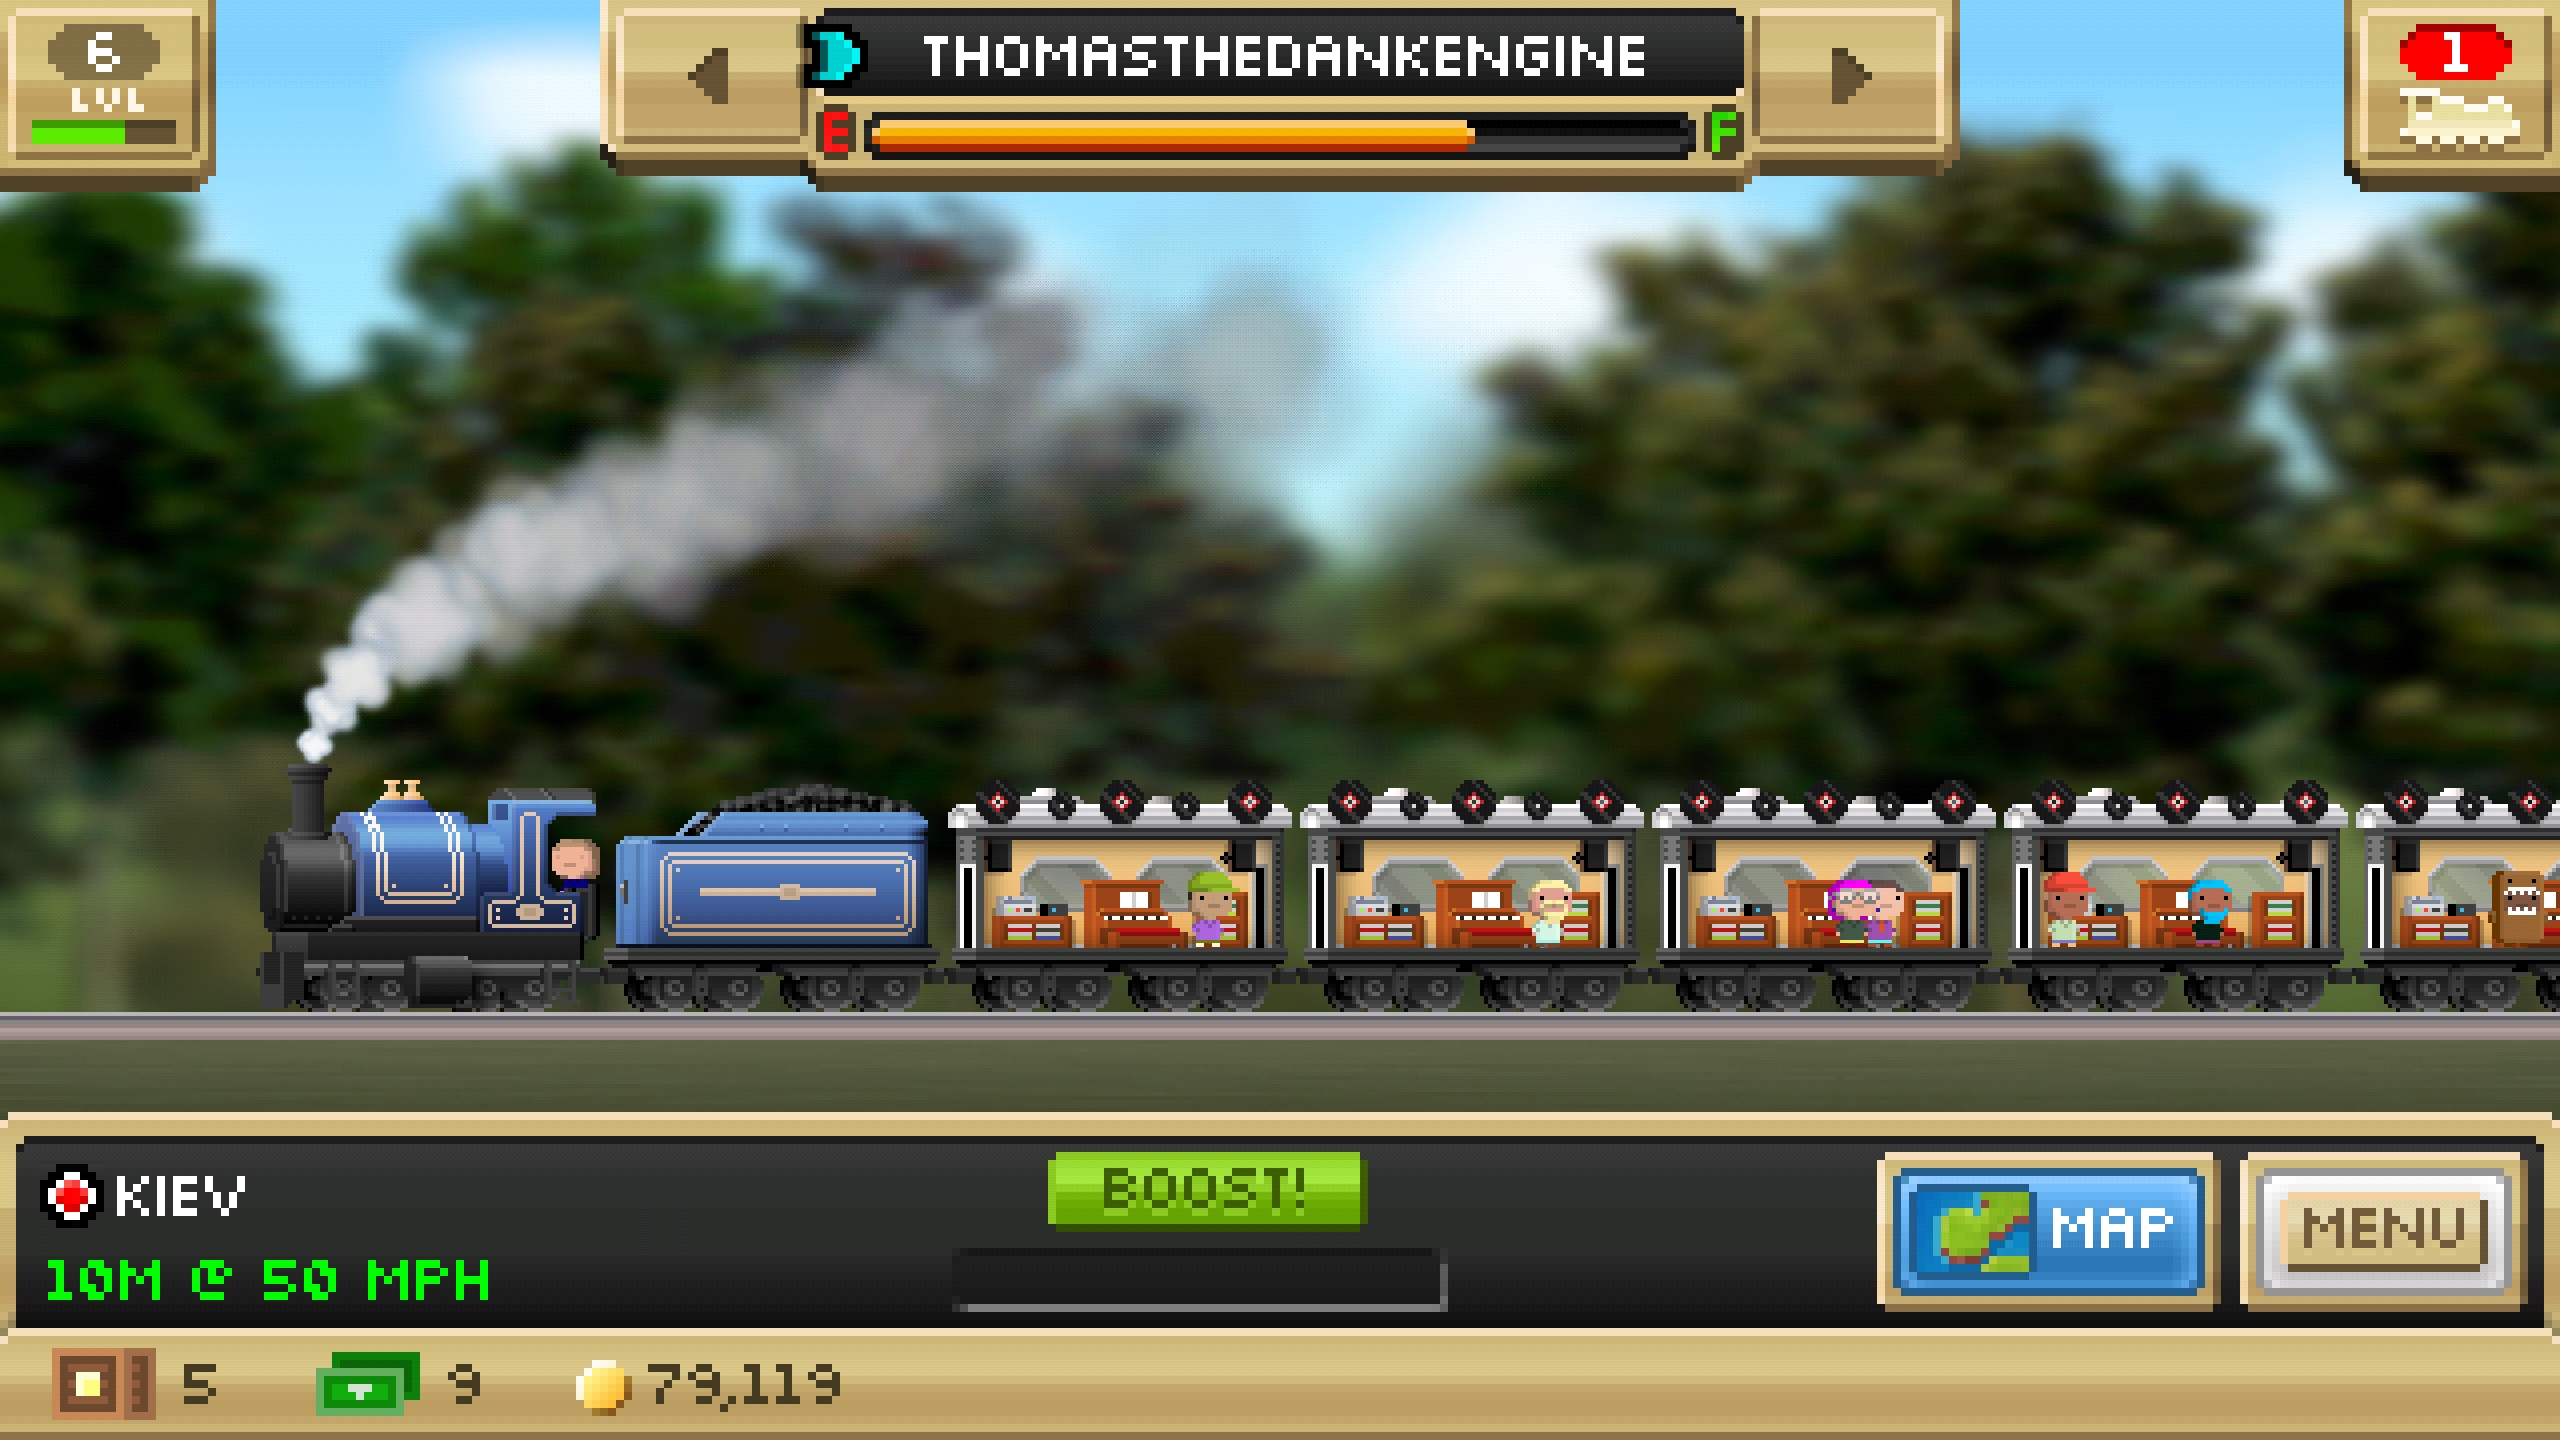 6
LVL
THOMASTHEDANKENGINE
E F
1
KIEV
10M @ 50 MPH
BOOST!
MAP
MENU
5 9 79,119